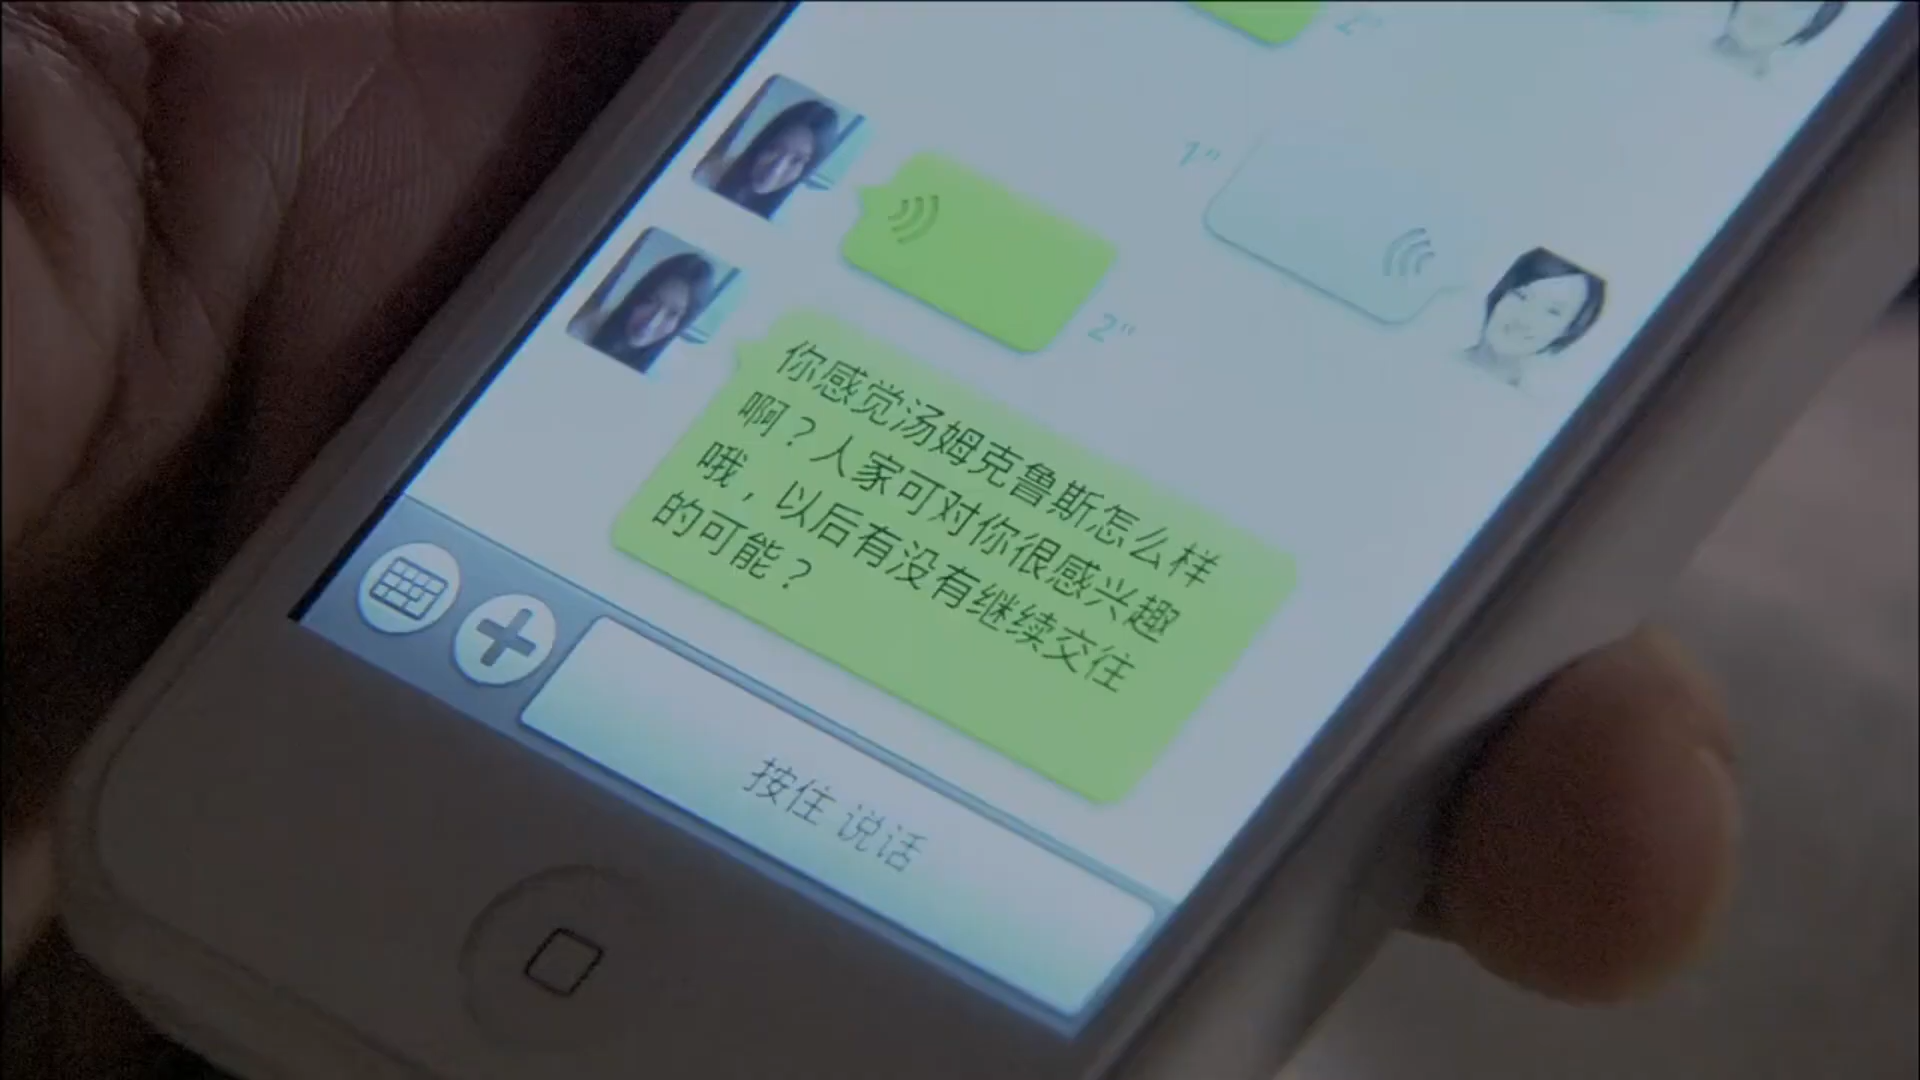 2"
1"
2"
你感觉汤姆克鲁斯怎么样
啊？人家可对你很感兴趣
哦，以后有没有继续交往
的可能？
按住 说话